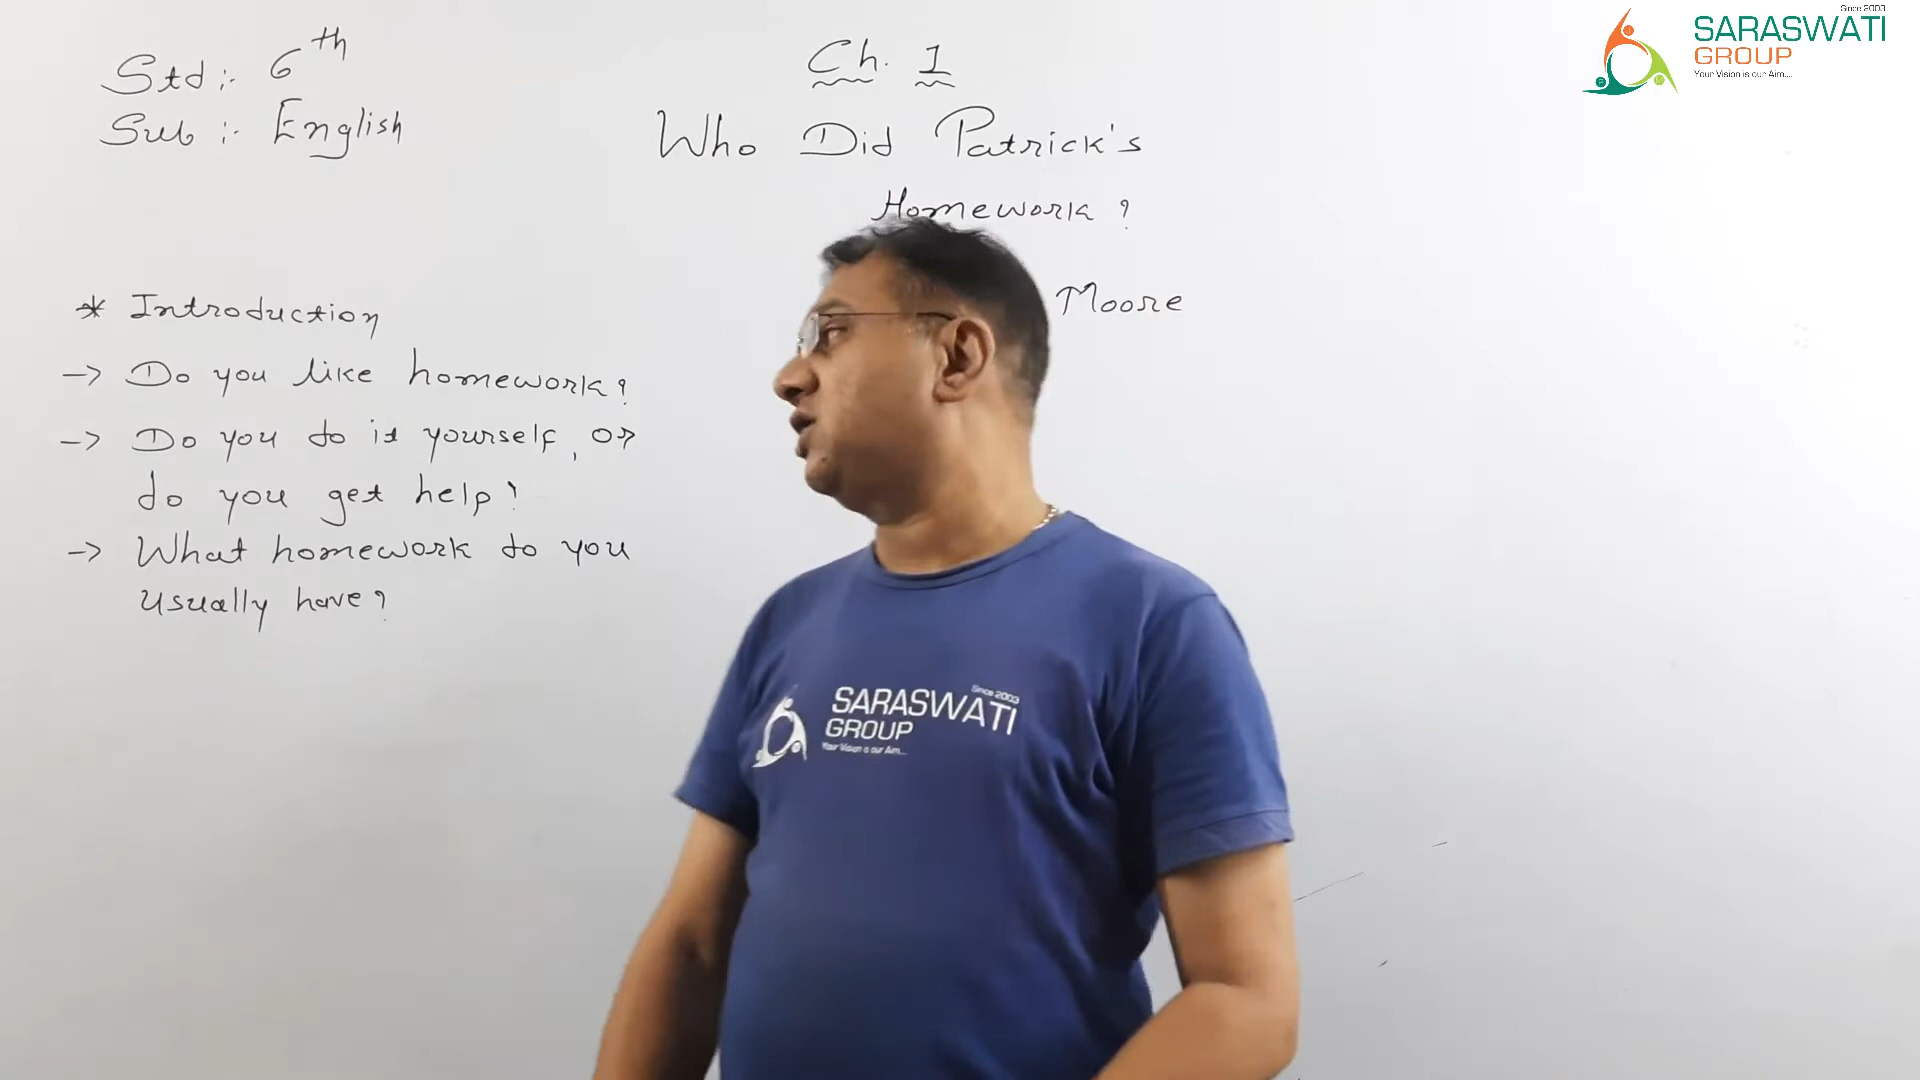 Std :- 6th
Sub :- English
Ch. 1
Who Did Patrick's
Homework ?
Moore
* Introduction
-> Do you like homework?
-> Do you do it yourself, or
do you get help?
-> What homework do you
usually have?
Since 2003
SARASWATI
GROUP
Your Vision is our Aim....
Since 2003
SARASWATI
GROUP
Your Vision is our Aim...